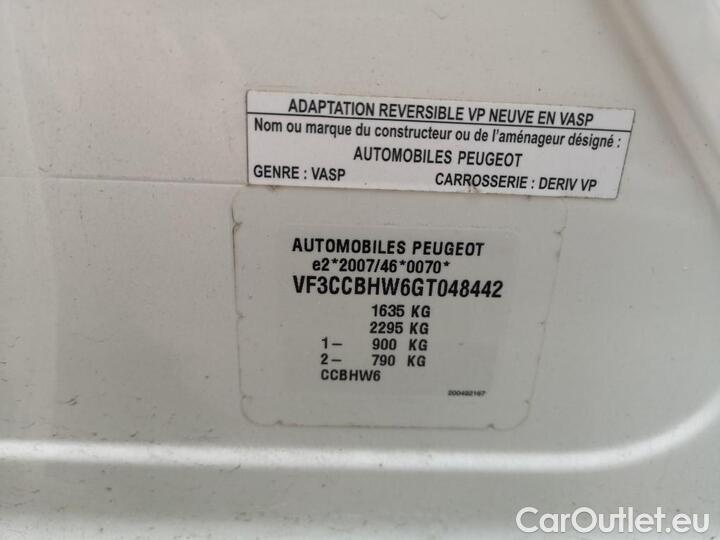 ADAPTATION REVERSIBLE VP NEUVE EN VASP
Nom ou marque du constructeur ou de l'aménageur désigné :
AUTOMOBILES PEUGEOT
GENRE : VASP CARROSSERIE : DERIV VP
AUTOMOBILES PEUGEOT
e2*2007/46*0070*
VF3CCBHW6GT048442
1635 KG
2295 KG
1- 900 KG
2- 790 KG
CCBHW6
200492167
CarOutlet.eu